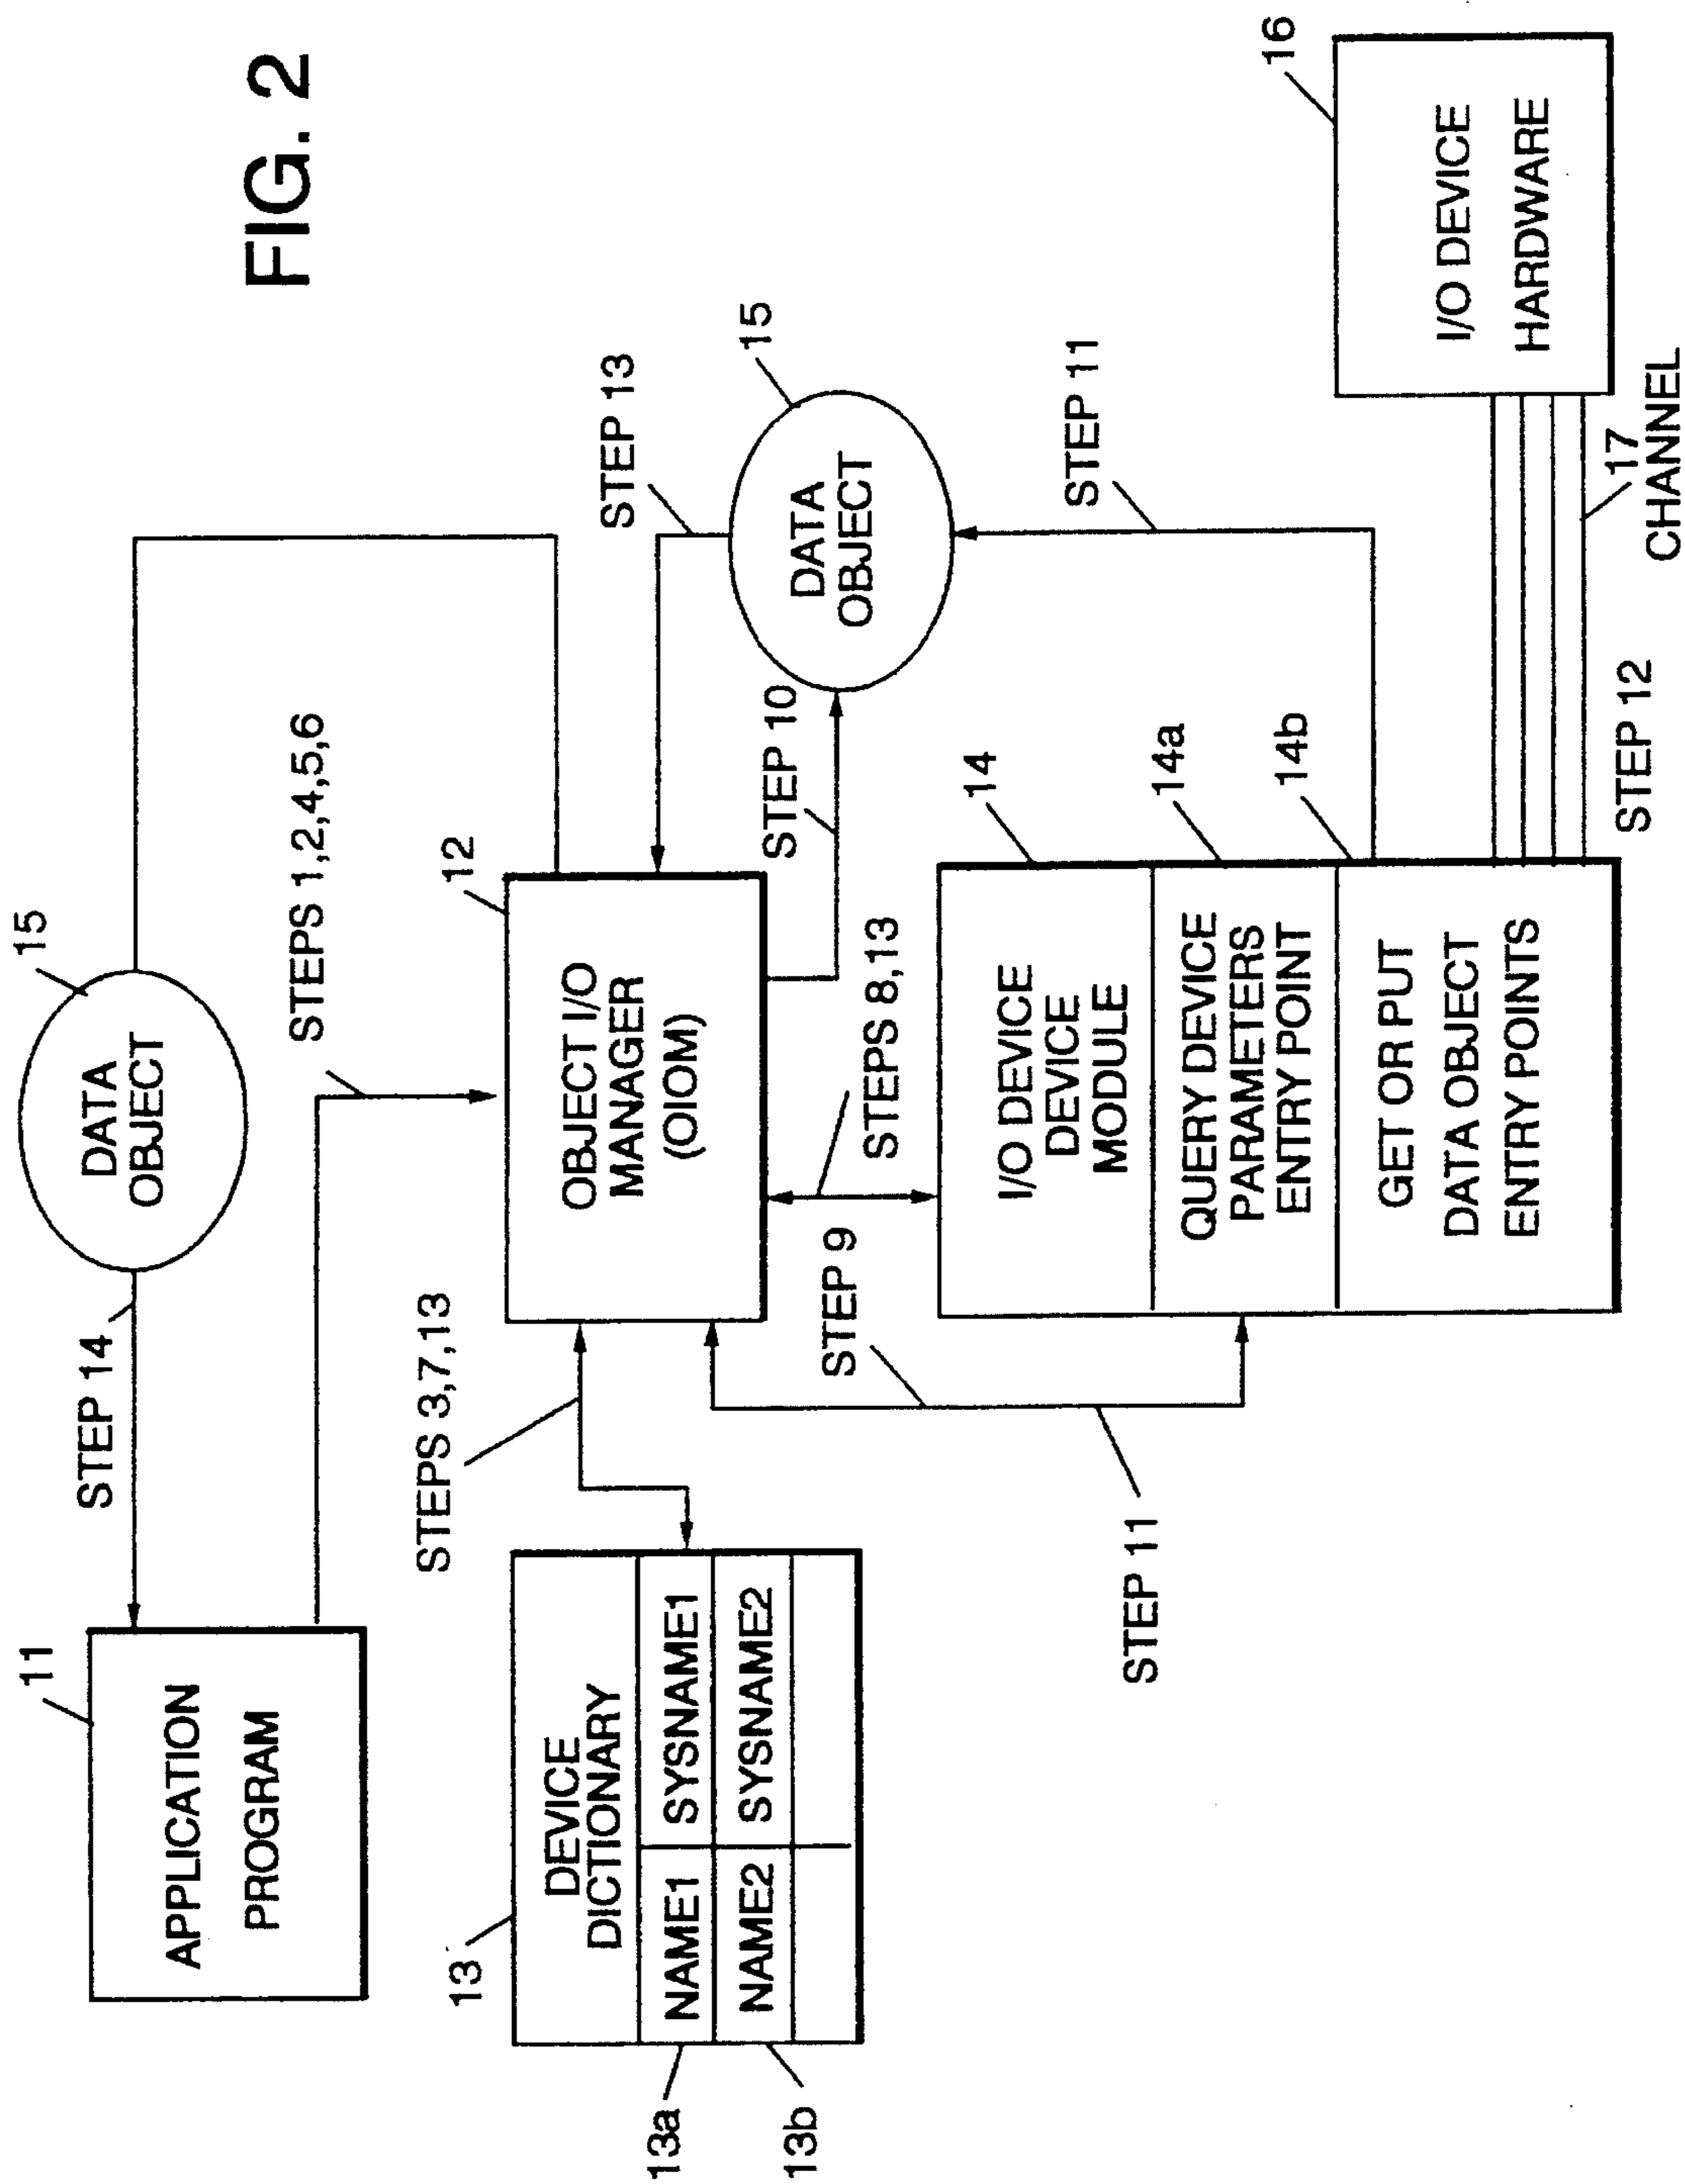 FIG. 2
11
APPLICATION
PROGRAM
STEP 14
15
DATA
OBJECT
STEPS 1,2,4,5,6
13
DEVICE
DICTIONARY
NAME1 SYSNAME1
NAME2 SYSNAME2
13a
13b
STEPS 3,7,13
12
OBJECT I/O
MANAGER
(OIOM)
STEP 13
STEP 10
15
DATA
OBJECT
STEP 9
STEPS 8,13
STEP 11
STEP 11
14
I/O DEVICE
DEVICE
MODULE
14a
QUERY DEVICE
PARAMETERS
ENTRY POINT
14b
GET OR PUT
DATA OBJECT
ENTRY POINTS
STEP 12
17
CHANNEL
16
I/O DEVICE
HARDWARE